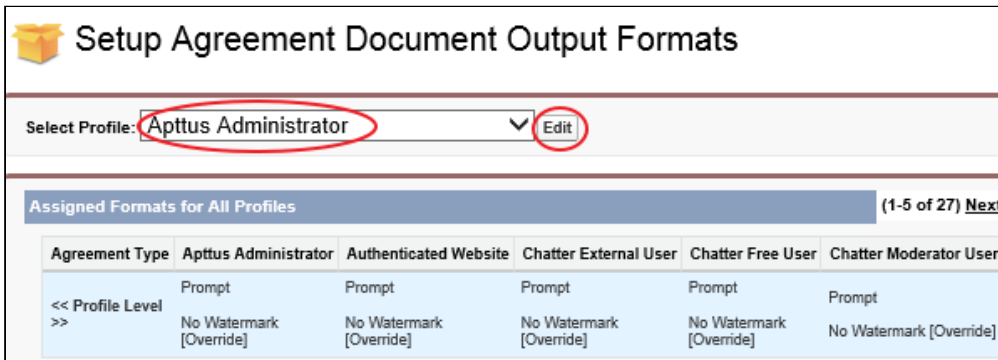 Setup Agreement Document Output Formats
Select Profile: Apttus Administrator Edit
Assigned Formats for All Profiles (1-5 of 27) Next
Agreement Type Apttus Administrator Authenticated Website Chatter External User Chatter Free User Chatter Moderator User
<< Profile Level >> Prompt Prompt Prompt Prompt Prompt
No Watermark [Override] No Watermark [Override] No Watermark [Override] No Watermark [Override] No Watermark [Override]